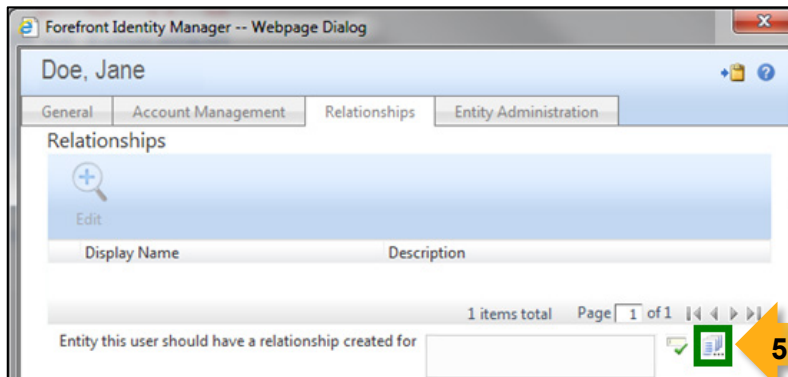 Forefront Identity Manager -- Webpage Dialog
Doe, Jane
General Account Management Relationships Entity Administration
Relationships
Edit
Display Name Description
1 items total Page 1 of 1
Entity this user should have a relationship created for
5